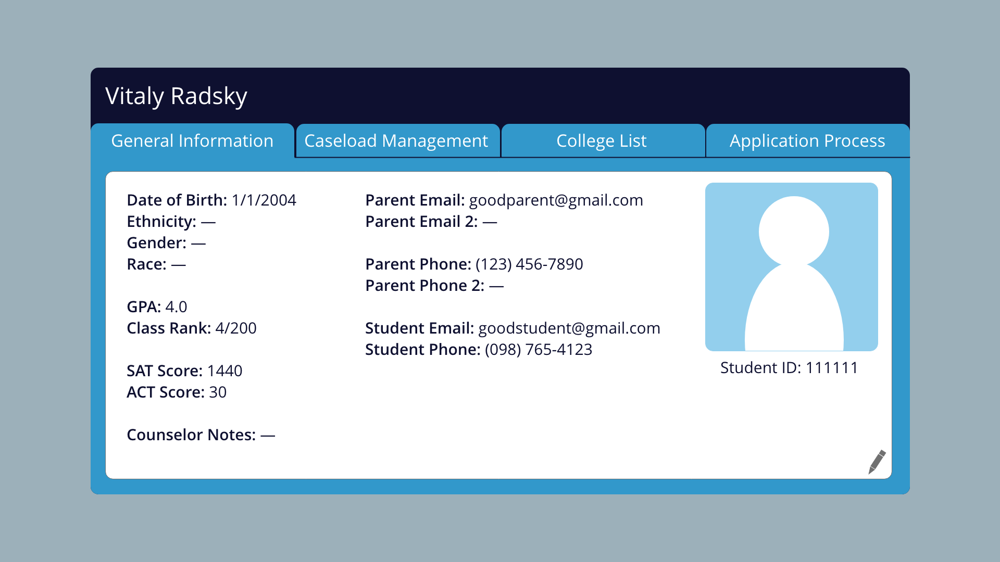 Vitaly Radsky
General Information
Caseload Management
College List
Application Process
Date of Birth: 1/1/2004
Ethnicity: —
Gender: —
Race: —
GPA: 4.0
Class Rank: 4/200
SAT Score: 1440
ACT Score: 30
Counselor Notes: —
Parent Email: goodparent@gmail.com
Parent Email 2: —
Parent Phone: (123) 456-7890
Parent Phone 2: —
Student Email: goodstudent@gmail.com
Student Phone: (098) 765-4123
Student ID: 111111